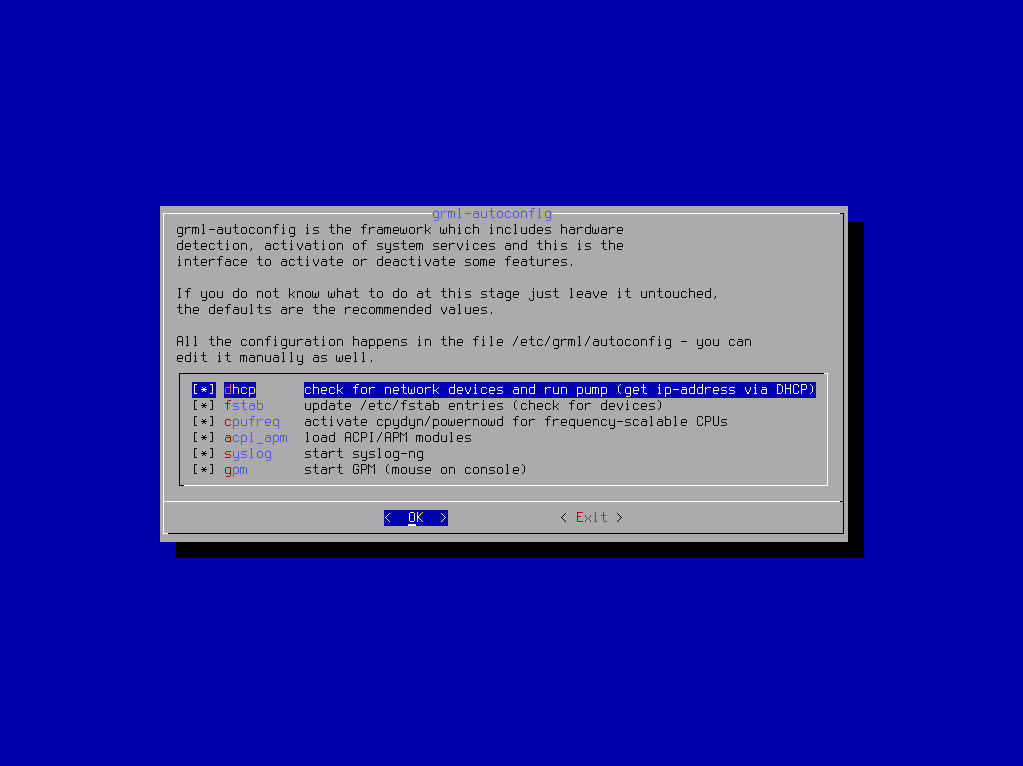 grml-autoconfig
grml-autoconfig is the framework which includes hardware
detection, activation of system services and this is the
interface to activate or deactivate some features.
If you do not know what to do at this stage just leave it untouched,
the defaults are the recommended values.
All the configuration happens in the file /etc/grml/autoconfig - you can
edit it manually as well.
[*] dhcp check for network devices and run pump (get ip-address via DHCP)
[*] fstab update /etc/fstab entries (check for devices)
[*] cpufreq activate cpydyn/powernowd for frequency-scalable CPUs
[*] acpi_apm load ACPI/APM modules
[*] syslog start syslog-ng
[*] gpm start GPM (mouse on console)
< OK > < Exit >